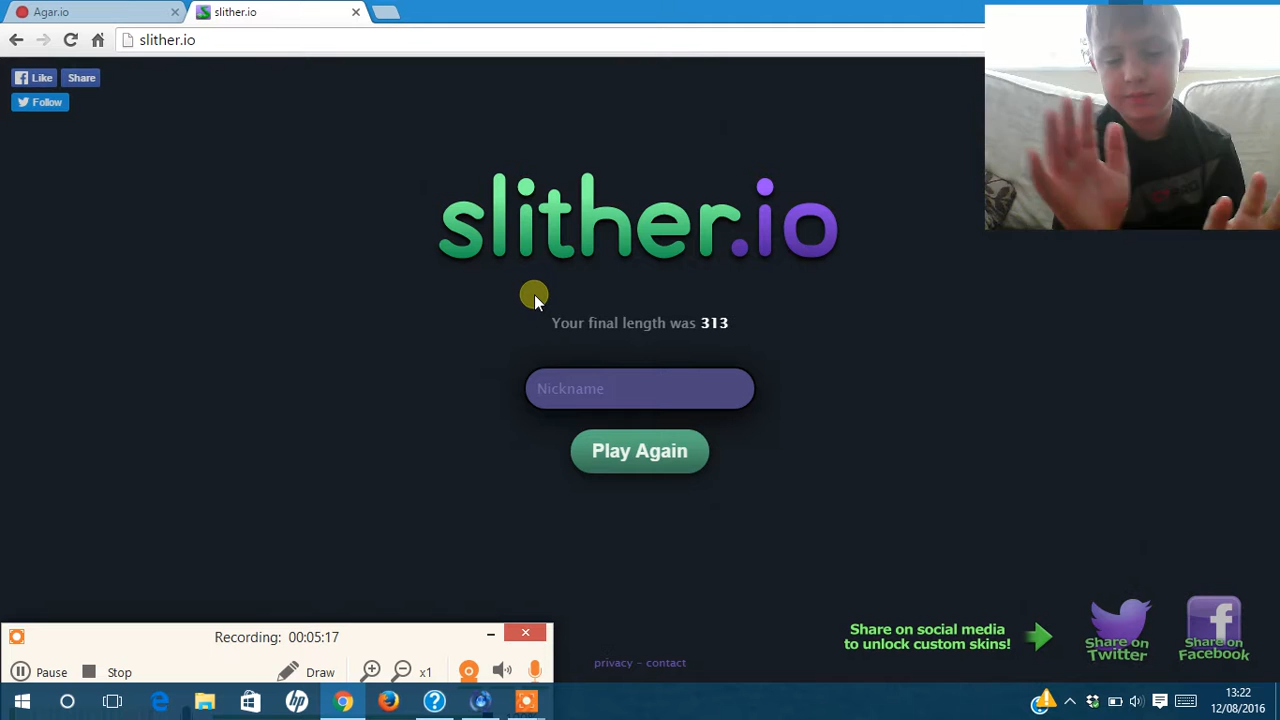 Agar.io
slither.io
slither.io
Like Share
Follow
slither.io
Your final length was 313
Nickname
Play Again
Share on social media
to unlock custom skins!
Share on
Twitter
Share on
Facebook
privacy - contact
Recording: 00:05:17
Pause Stop Draw x1
hp
13:22
12/08/2016